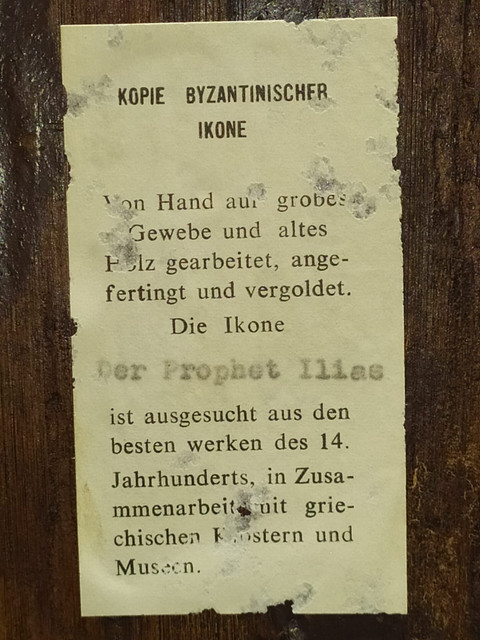 KOPIE BYZANTINISCHER
IKONE
Von Hand auf grobes
Gewebe und altes
Holz gearbeitet, ange-
fertingt und vergoldet.
Die Ikone
Der Prophet Ilias
ist ausgesucht aus den
besten werken des 14.
Jahrhunderts, in Zusa-
mmenarbeit mit grie-
chischen Klostern und
Museen.